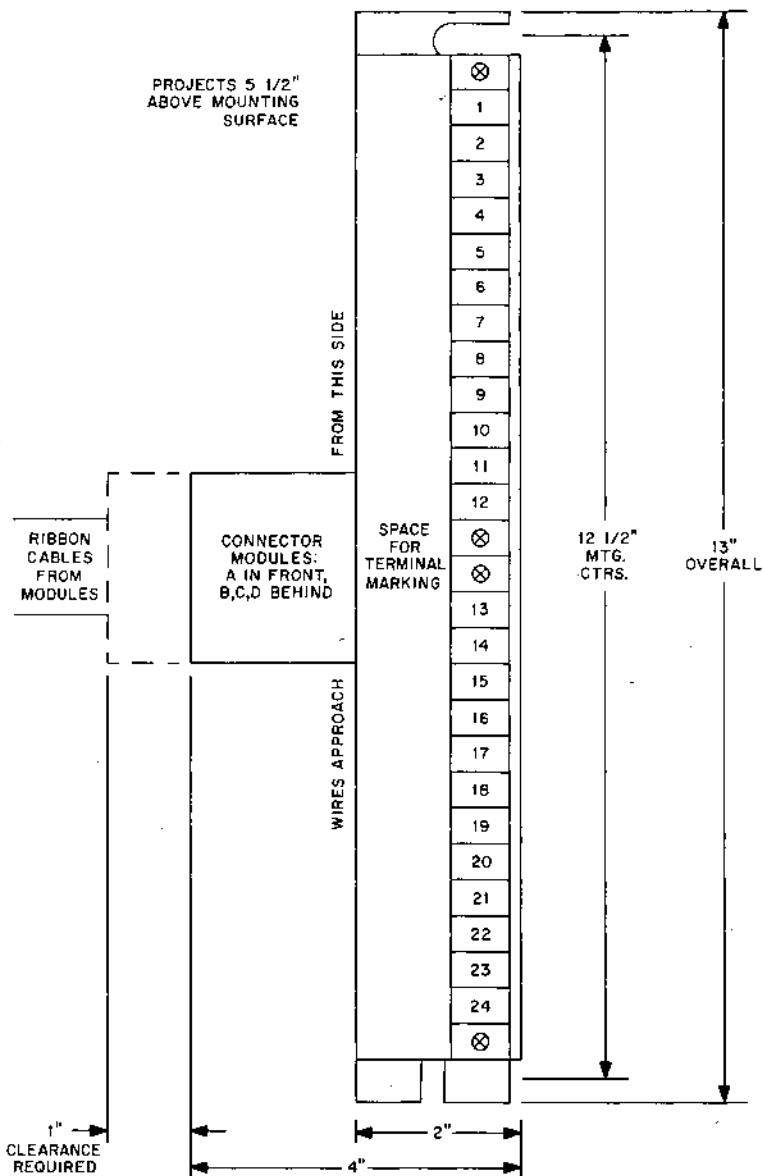 PROJECTS 5 1/2"
ABOVE MOUNTING
SURFACE
1
2
3
4
5
6
7
8
9
10
11
12
13
14
15
16
17
18
19
20
21
22
23
24
FROM THIS SIDE
WIRES APPROACH
RIBBON
CABLES
FROM
MODULES
CONNECTOR
MODULES:
A IN FRONT,
B,C,D BEHIND
SPACE
FOR
TERMINAL
MARKING
12 1/2"
MTG.
CTRS.
13"
OVERALL
1"
CLEARANCE
REQUIRED
2"
4"